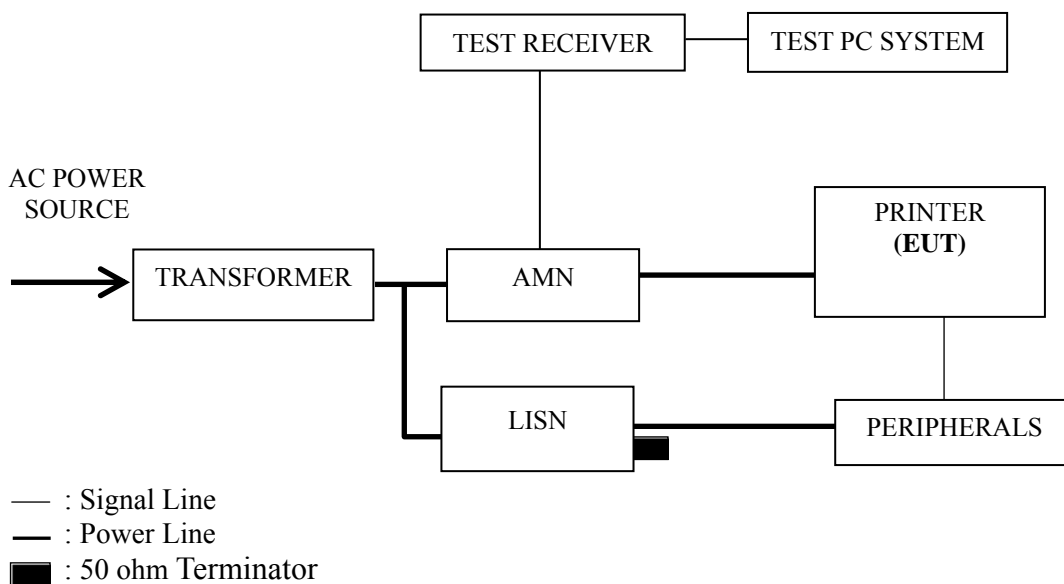 TEST RECEIVER
TEST PC SYSTEM
AC POWER
SOURCE
PRINTER
(EUT)
TRANSFORMER
AMN
LISN
PERIPHERALS
: Signal Line
: Power Line
: 50 ohm Terminator